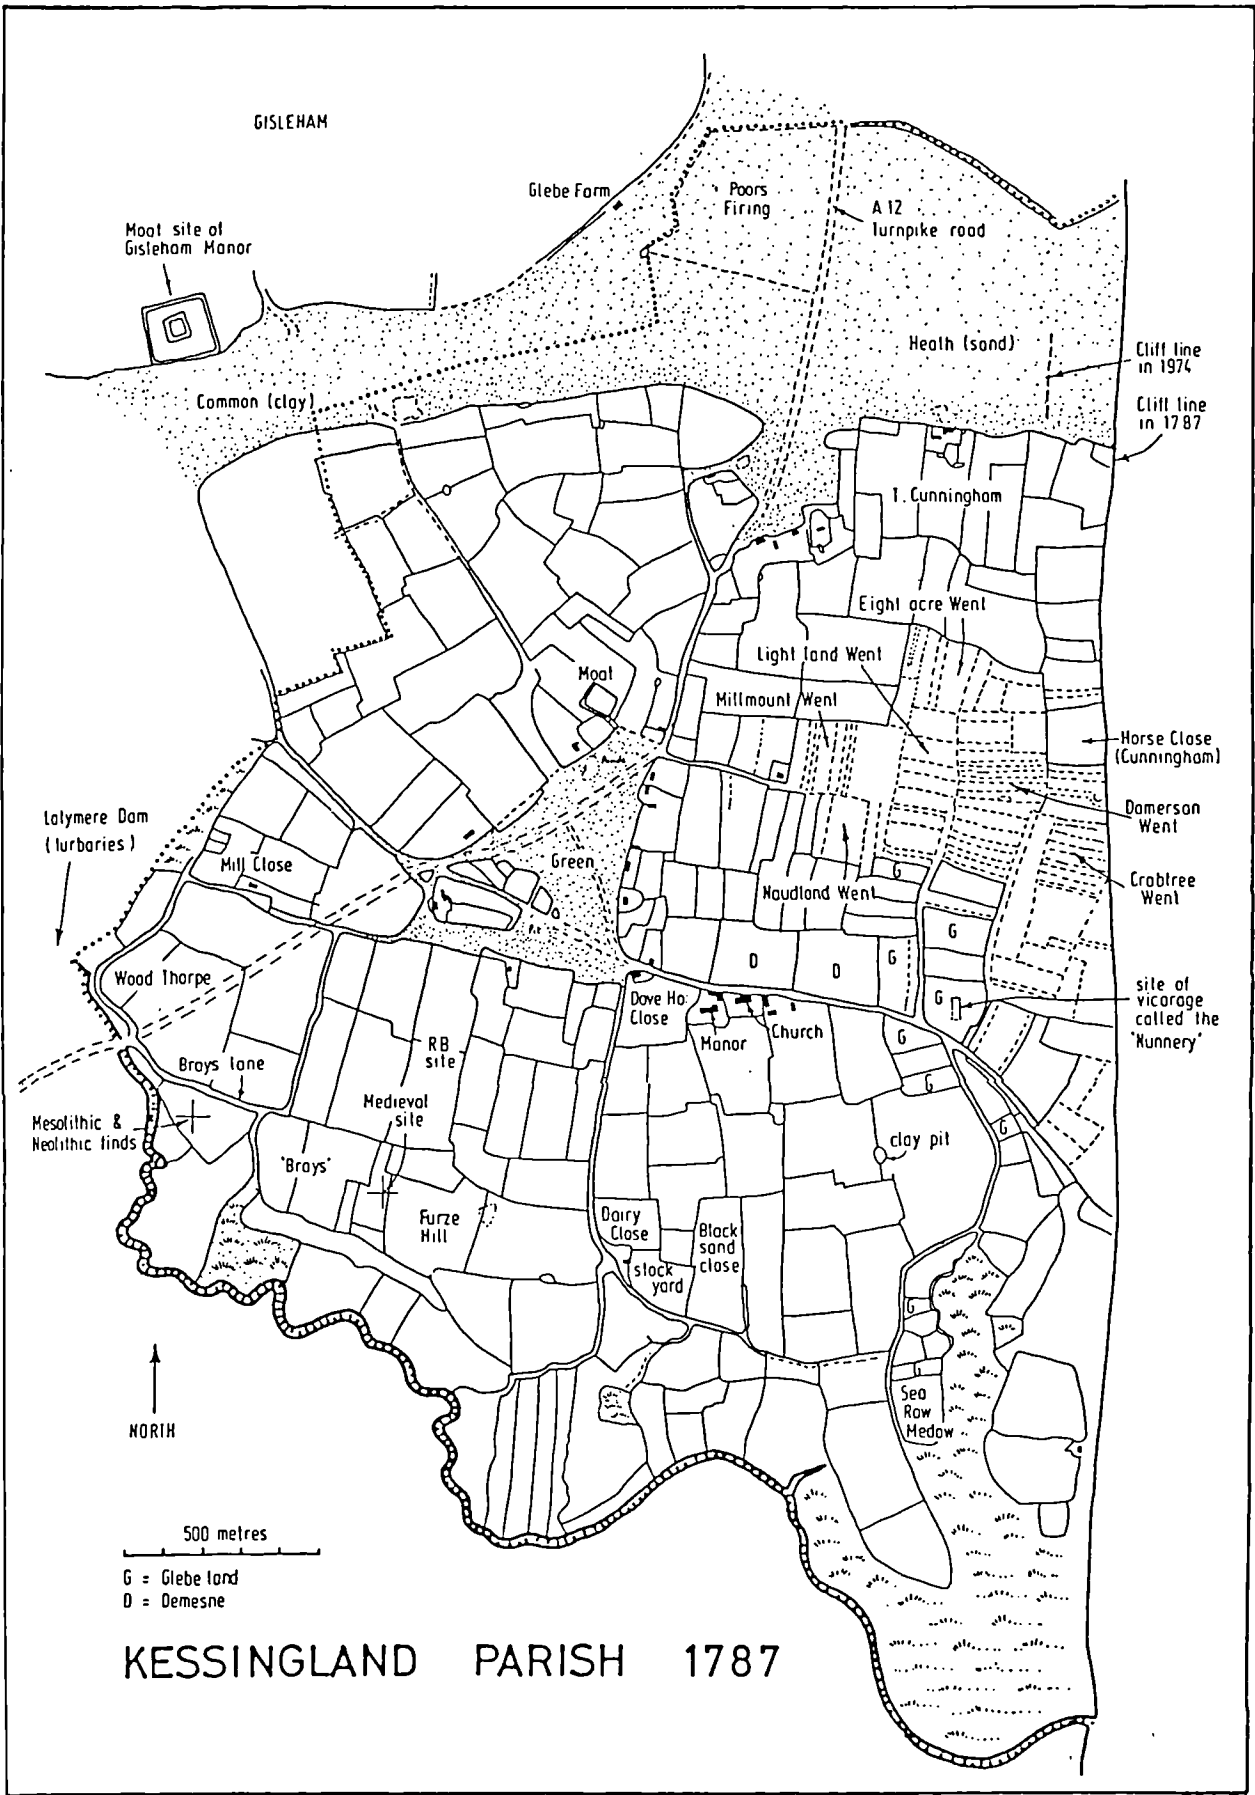 GISLEHAM
Glebe Farm
Poors
Firing
A 12
Turnpike road
Moat site of
Gisleham Manor
Heath (sand)
Cliff line
in 1974
Common (clay)
Cliff line
in 1787
T. Cunningham
Eight acre Went
Light land Went
Moat
Millmount Went
Horse Close
(Cunningham)
Damerson
Went
Latymere Dam
(turbaries)
Mill Close
Green
Naudland Went
G
Crabtree
Went
G
Wood Thorpe
D
D
G
Pit
G
site of
vicarage
called the
'Nunnery'
Dove Ho:
Close
Manor
Church
G
RB
site
Brays lane
G
Medieval
site
Mesolithic &
Neolithic finds
G
clay pit
'Brays'
Furze
Hill
Dairy
Close
Black
sand
close
stock
yard
G
G
Sea
Row
Medow
NORTH
500 metres
G = Glebe land
D = Demesne
KESSINGLAND PARISH 1787